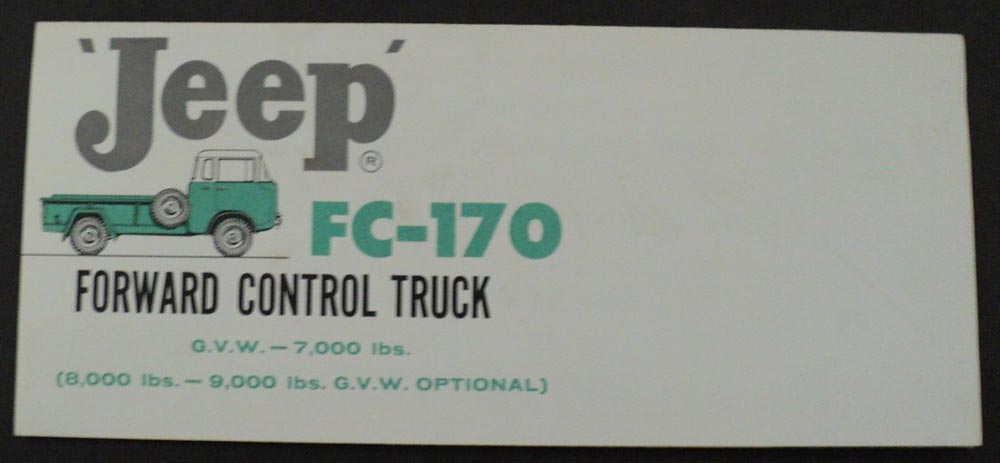 'Jeep'®
FC-170
FORWARD CONTROL TRUCK
G.V.W.—7,000 lbs.
(8,000 lbs.—9,000 lbs. G.V.W. OPTIONAL)